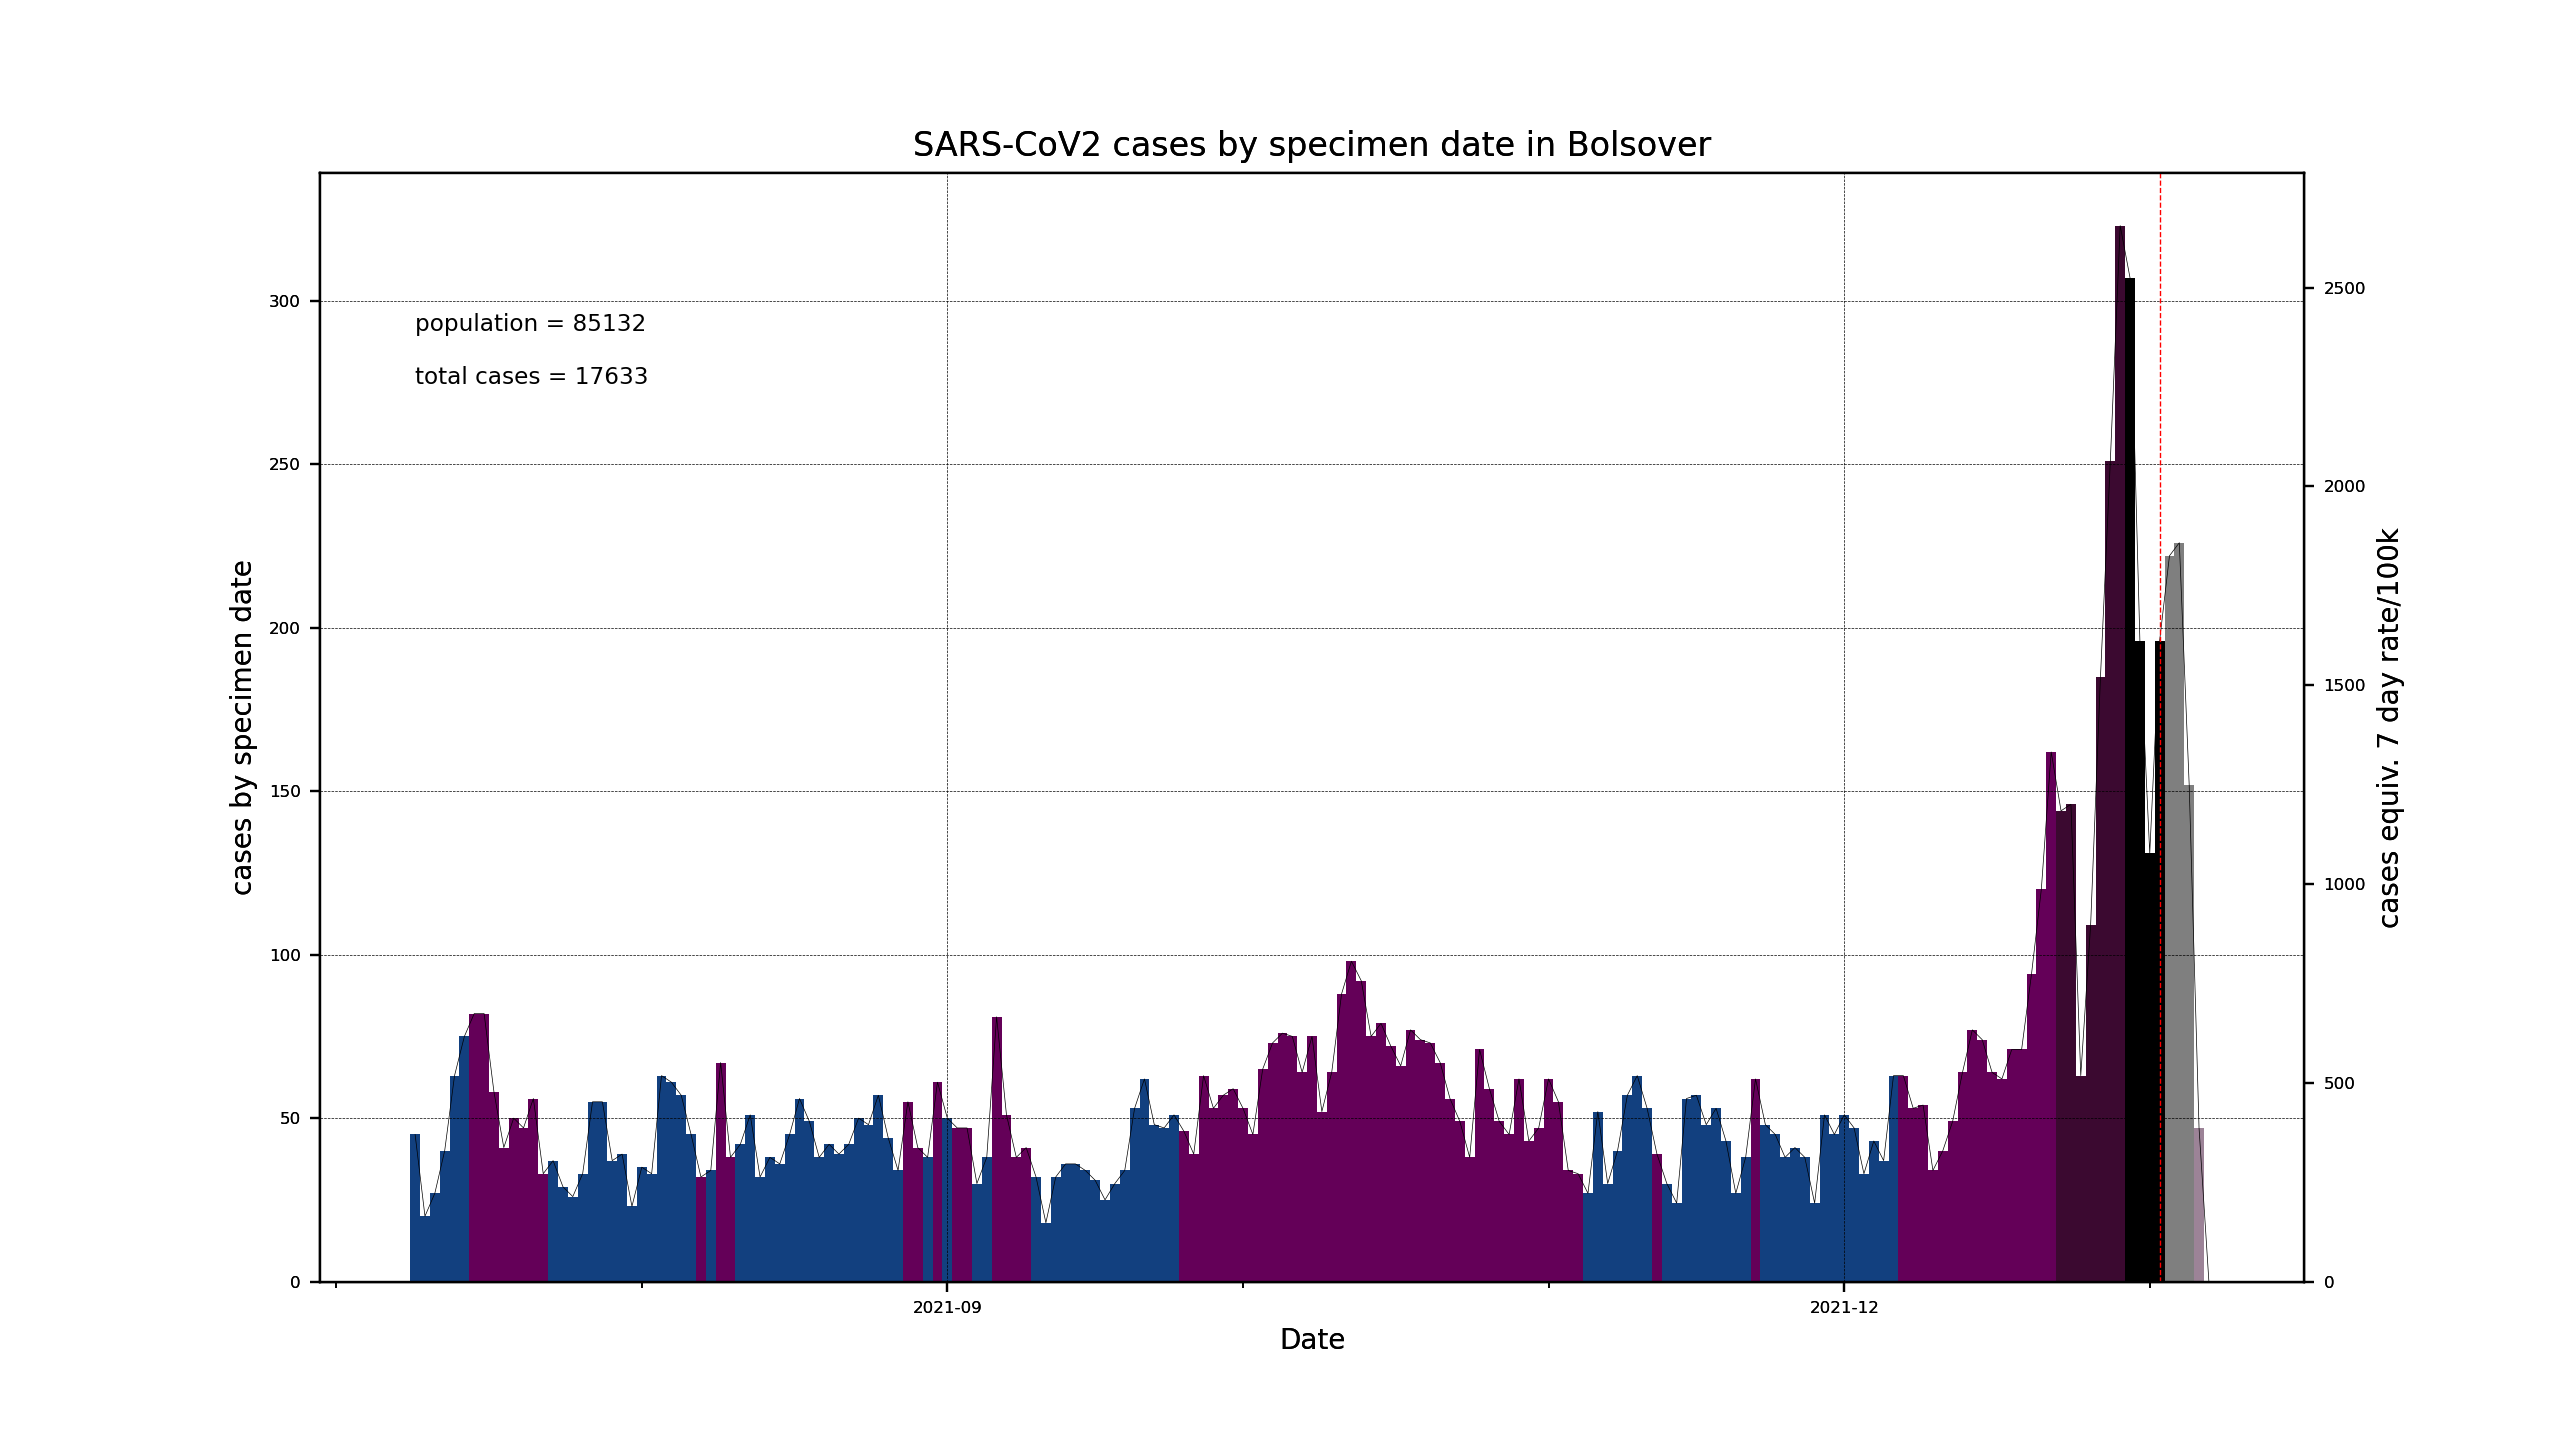 SARS-CoV2 cases by specimen date in Bolsover
population = 85132
total cases = 17633
cases by specimen date
300
250
200
150
100
50
0
2500
2000
1500
1000
500
0
cases equiv. 7 day rate/100k
2021-09
2021-12
Date